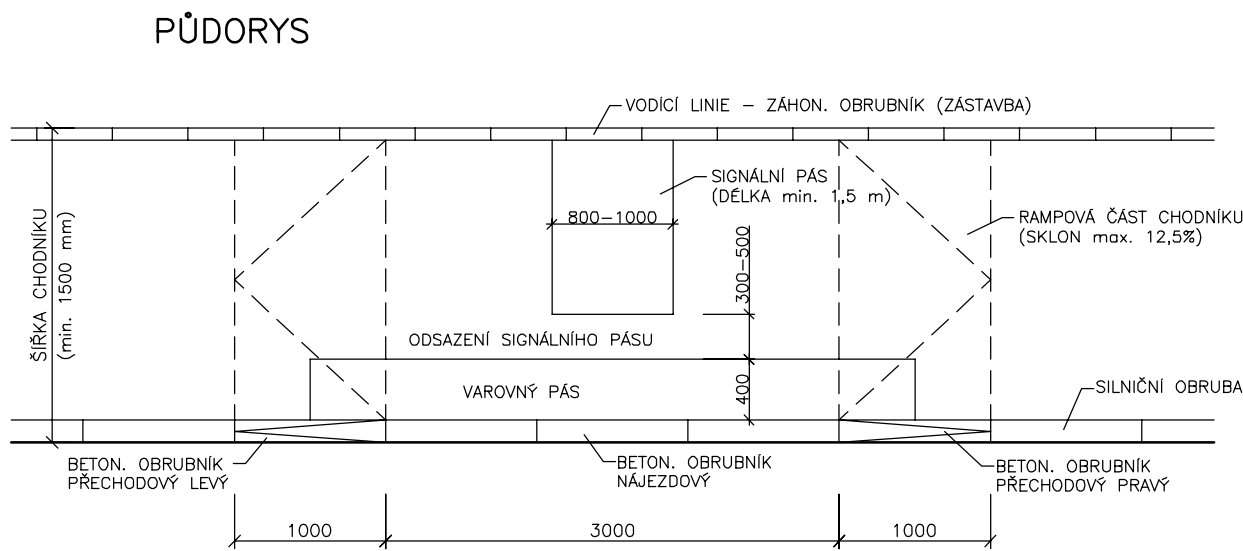 PŮDORYS
VODÍCÍ LINIE – ZÁHON. OBRUBNÍK (ZÁSTAVBA)
SIGNÁLNÍ PÁS
(DÉLKA min. 1,5 m)
800–1000
RAMPOVÁ ČÁST CHODNÍKU
(SKLON max. 12,5%)
ŠÍŘKA CHODNÍKU
(min. 1500 mm)
300–500
ODSAZENÍ SIGNÁLNÍHO PÁSU
VAROVNÝ PÁS
400
SILNIČNÍ OBRUBA
BETON. OBRUBNÍK
PŘECHODOVÝ LEVÝ
BETON. OBRUBNÍK
NÁJEZDOVÝ
BETON. OBRUBNÍK
PŘECHODOVÝ PRAVÝ
1000
3000
1000